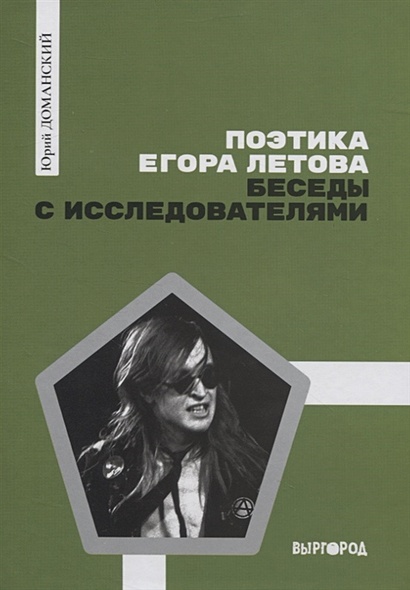 Юрий ДОМАНСКИЙ
ПОЭТИКА
ЕГОРА ЛЕТОВА
БЕСЕДЫ
С ИССЛЕДОВАТЕЛЯМИ
ВЫРГОРОД